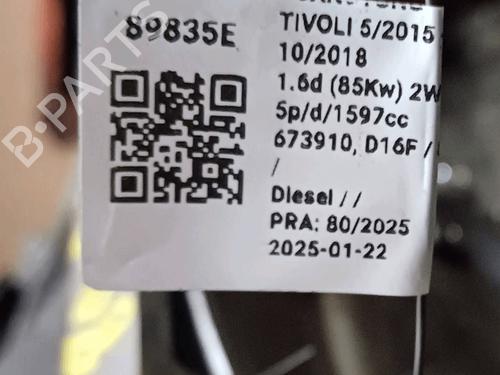 89835E
TIVOLI 5/2015 -
10/2018
1.6d (85Kw) 2W
5p/d/1597cc
673910, D16F /
/
Diesel / /
PRA: 80/2025
2025-01-22
B-PARTS